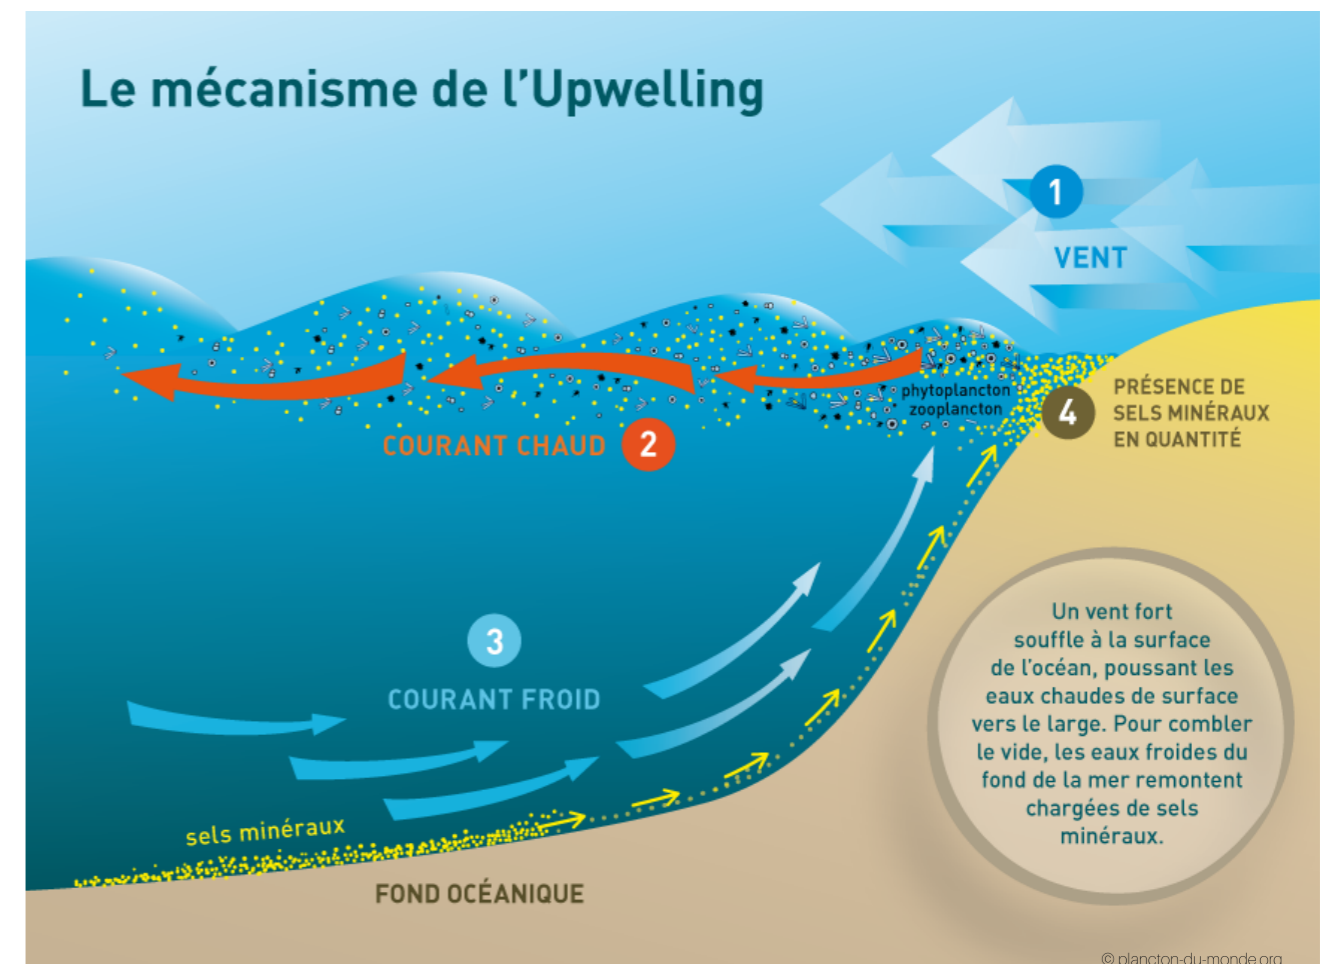 Le mécanisme de l'Upwelling
1
VENT
phytoplancton
zooplancton
4
PRÉSENCE DE
SELS MINÉRAUX
EN QUANTITÉ
COURANT CHAUD
2
3
COURANT FROID
Un vent fort
souffle à la surface
de l'océan, poussant les
eaux chaudes de surface
vers le large. Pour combler
le vide, les eaux froides du
fond de la mer remontent
chargées de sels
minéraux.
sels minéraux
FOND OCÉANIQUE
© plancton-du-monde.org